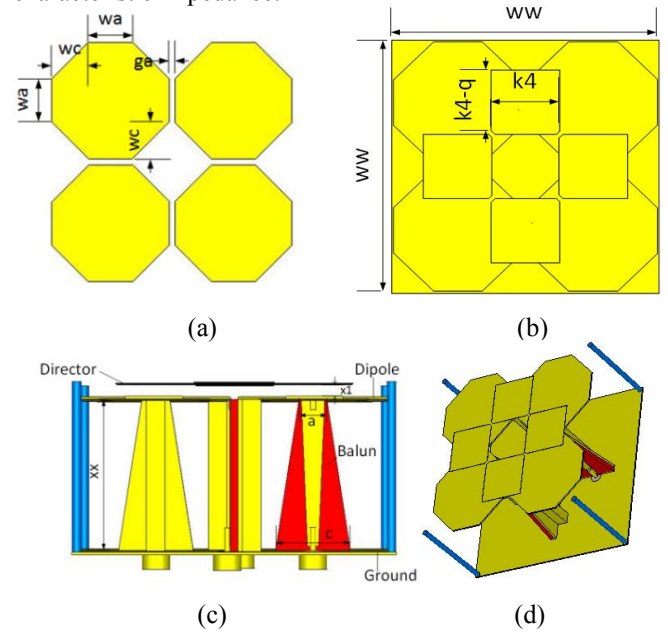 wa
wc
ga
wa
wc
(a)
ww
k4
k4-q
ww
(b)
Director
Dipole
x1
a
xx
Balun
c
Ground
(c)
(d)